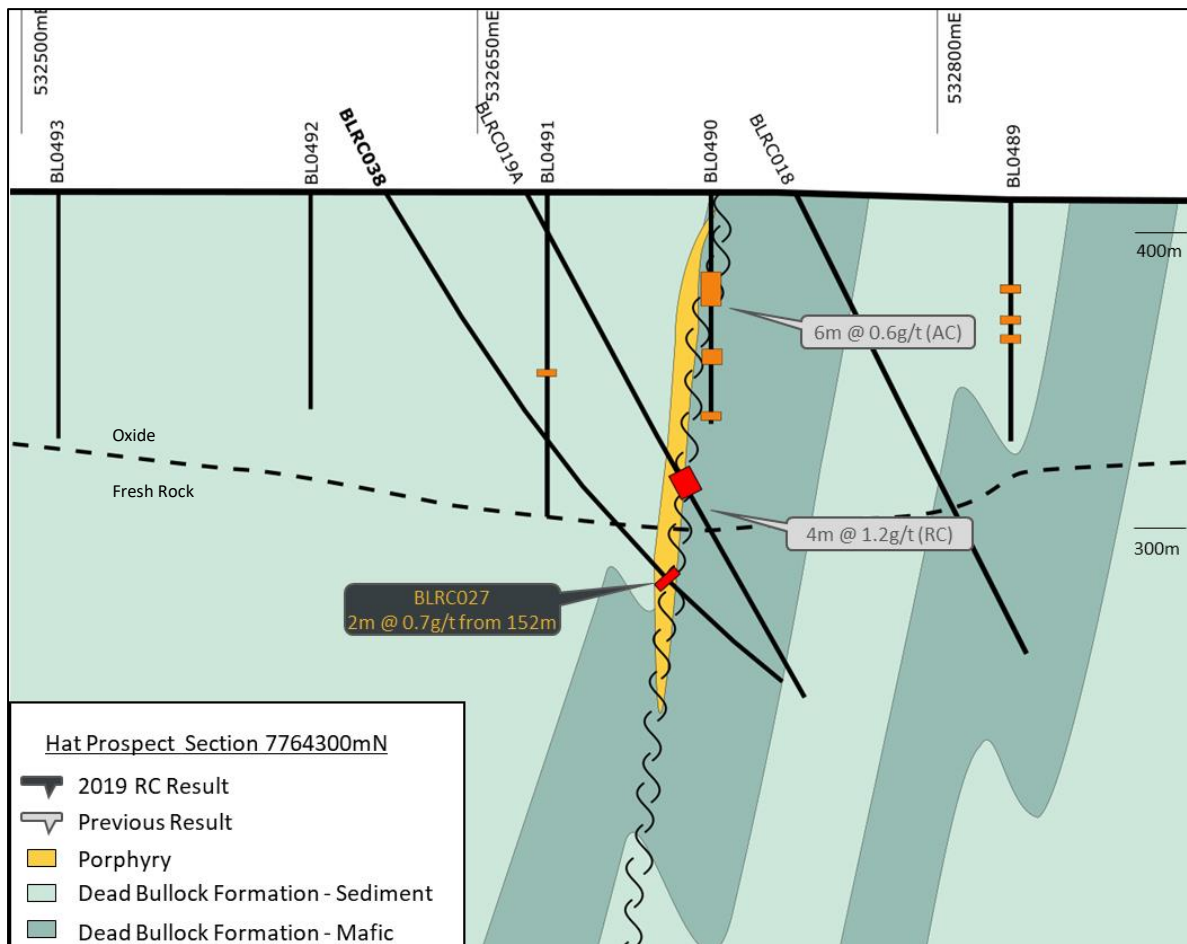 532500mE
532650mE
532800mE
BL0493
BL0492
BLRC038
BLRC019A
BL0491
BL0490
BLRC018
BL0489
400m
6m @ 0.6g/t (AC)
Oxide
Fresh Rock
4m @ 1.2g/t (RC)
300m
BLRC027
2m @ 0.7g/t from 152m
Hat Prospect Section 7764300mN
2019 RC Result
Previous Result
Porphyry
Dead Bullock Formation - Sediment
Dead Bullock Formation - Mafic